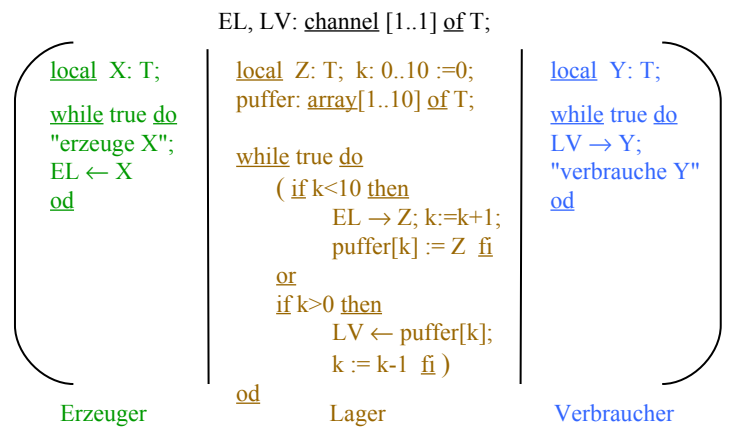 EL, LV: channel [1..1] of T;
local X: T;
while true do
"erzeuge X";
EL ← X
od
Erzeuger
local Z: T; k: 0..10 :=0;
puffer: array[1..10] of T;
while true do
( if k<10 then
EL → Z; k:=k+1;
puffer[k] := Z fi
or
if k>0 then
LV ← puffer[k];
k := k-1 fi )
od
Lager
local Y: T;
while true do
LV → Y;
"verbrauche Y"
od
Verbraucher